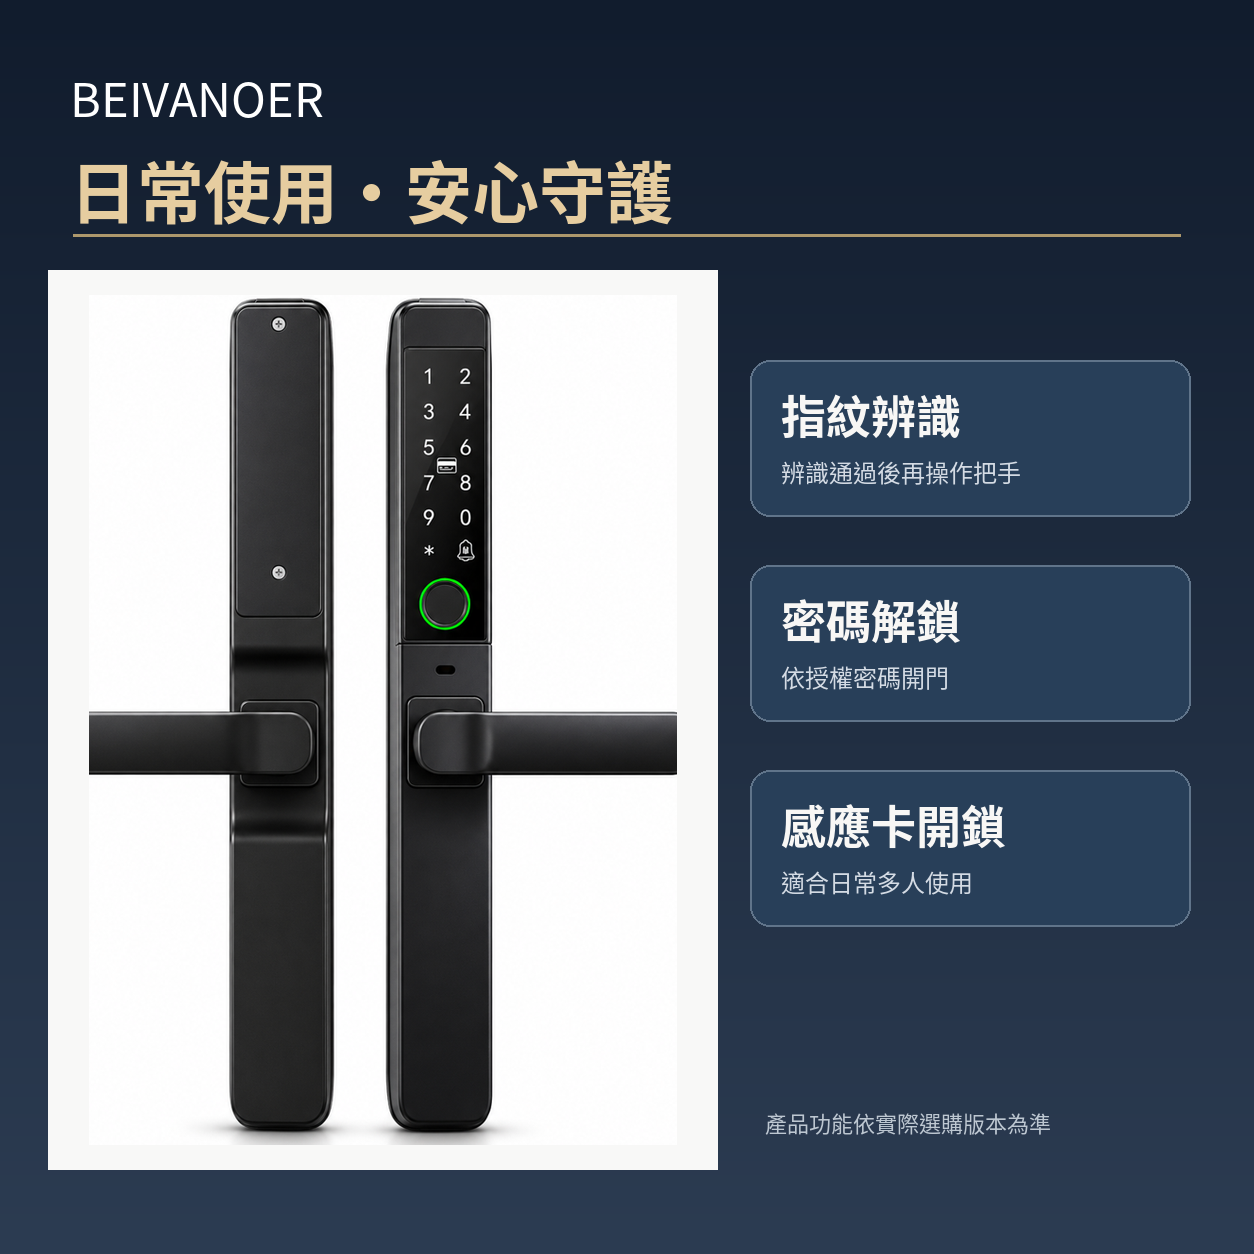 BEIVANOER
日常使用・安心守護
1 2
3 4
5 6
7 8
9 0
*
指紋辨識
辨識通過後再操作把手
密碼解鎖
依授權密碼開門
感應卡開鎖
適合日常多人使用
產品功能依實際選購版本為準